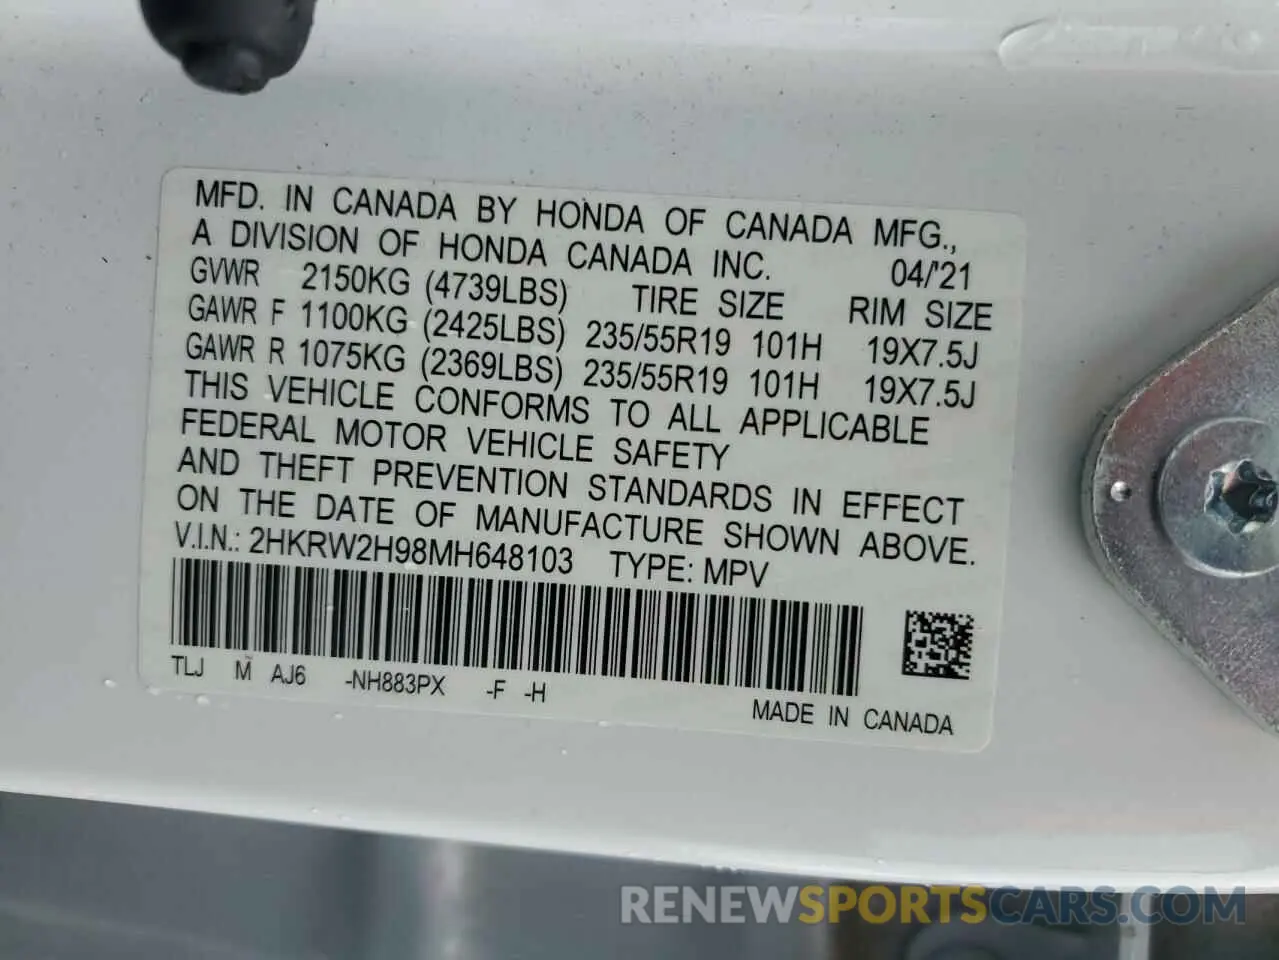 MFD. IN CANADA BY HONDA OF CANADA MFG.,
A DIVISION OF HONDA CANADA INC. 04/'21
GVWR 2150KG (4739LBS) TIRE SIZE RIM SIZE
GAWR F 1100KG (2425LBS) 235/55R19 101H 19X7.5J
GAWR R 1075KG (2369LBS) 235/55R19 101H 19X7.5J
THIS VEHICLE CONFORMS TO ALL APPLICABLE
FEDERAL MOTOR VEHICLE SAFETY
AND THEFT PREVENTION STANDARDS IN EFFECT
ON THE DATE OF MANUFACTURE SHOWN ABOVE.
V.I.N.: 2HKRW2H98MH648103 TYPE: MPV
TLJ M AJ6 -NH883PX -F -H
MADE IN CANADA
RENEWSPORTSCARS.COM